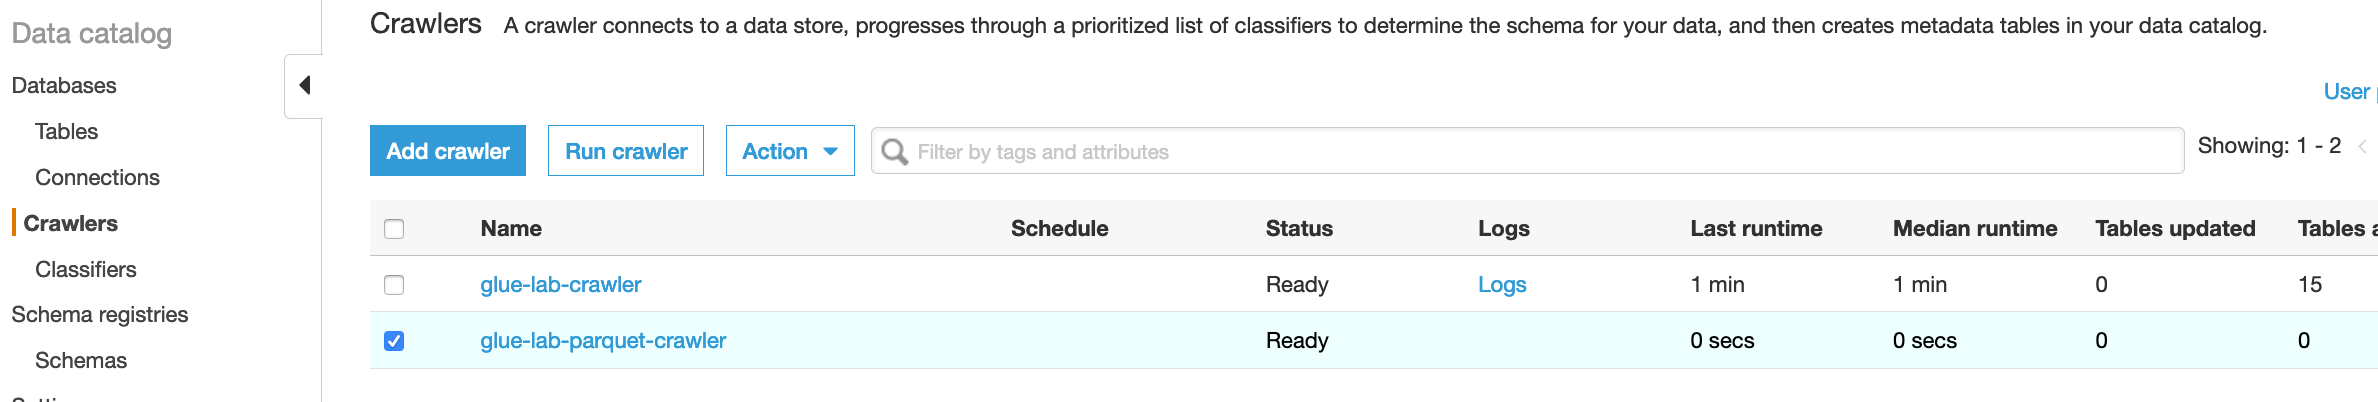 Data catalog
Databases
Tables
Connections
Crawlers
Classifiers
Schema registries
Schemas
Crawlers A crawler connects to a data store, progresses through a prioritized list of classifiers to determine the schema for your data, and then creates metadata tables in your data catalog.
User
Add crawler Run crawler Action Filter by tags and attributes Showing: 1 - 2
Name Schedule Status Logs Last runtime Median runtime Tables updated Tables
glue-lab-crawler Ready Logs 1 min 1 min 0 15
glue-lab-parquet-crawler Ready 0 secs 0 secs 0 0